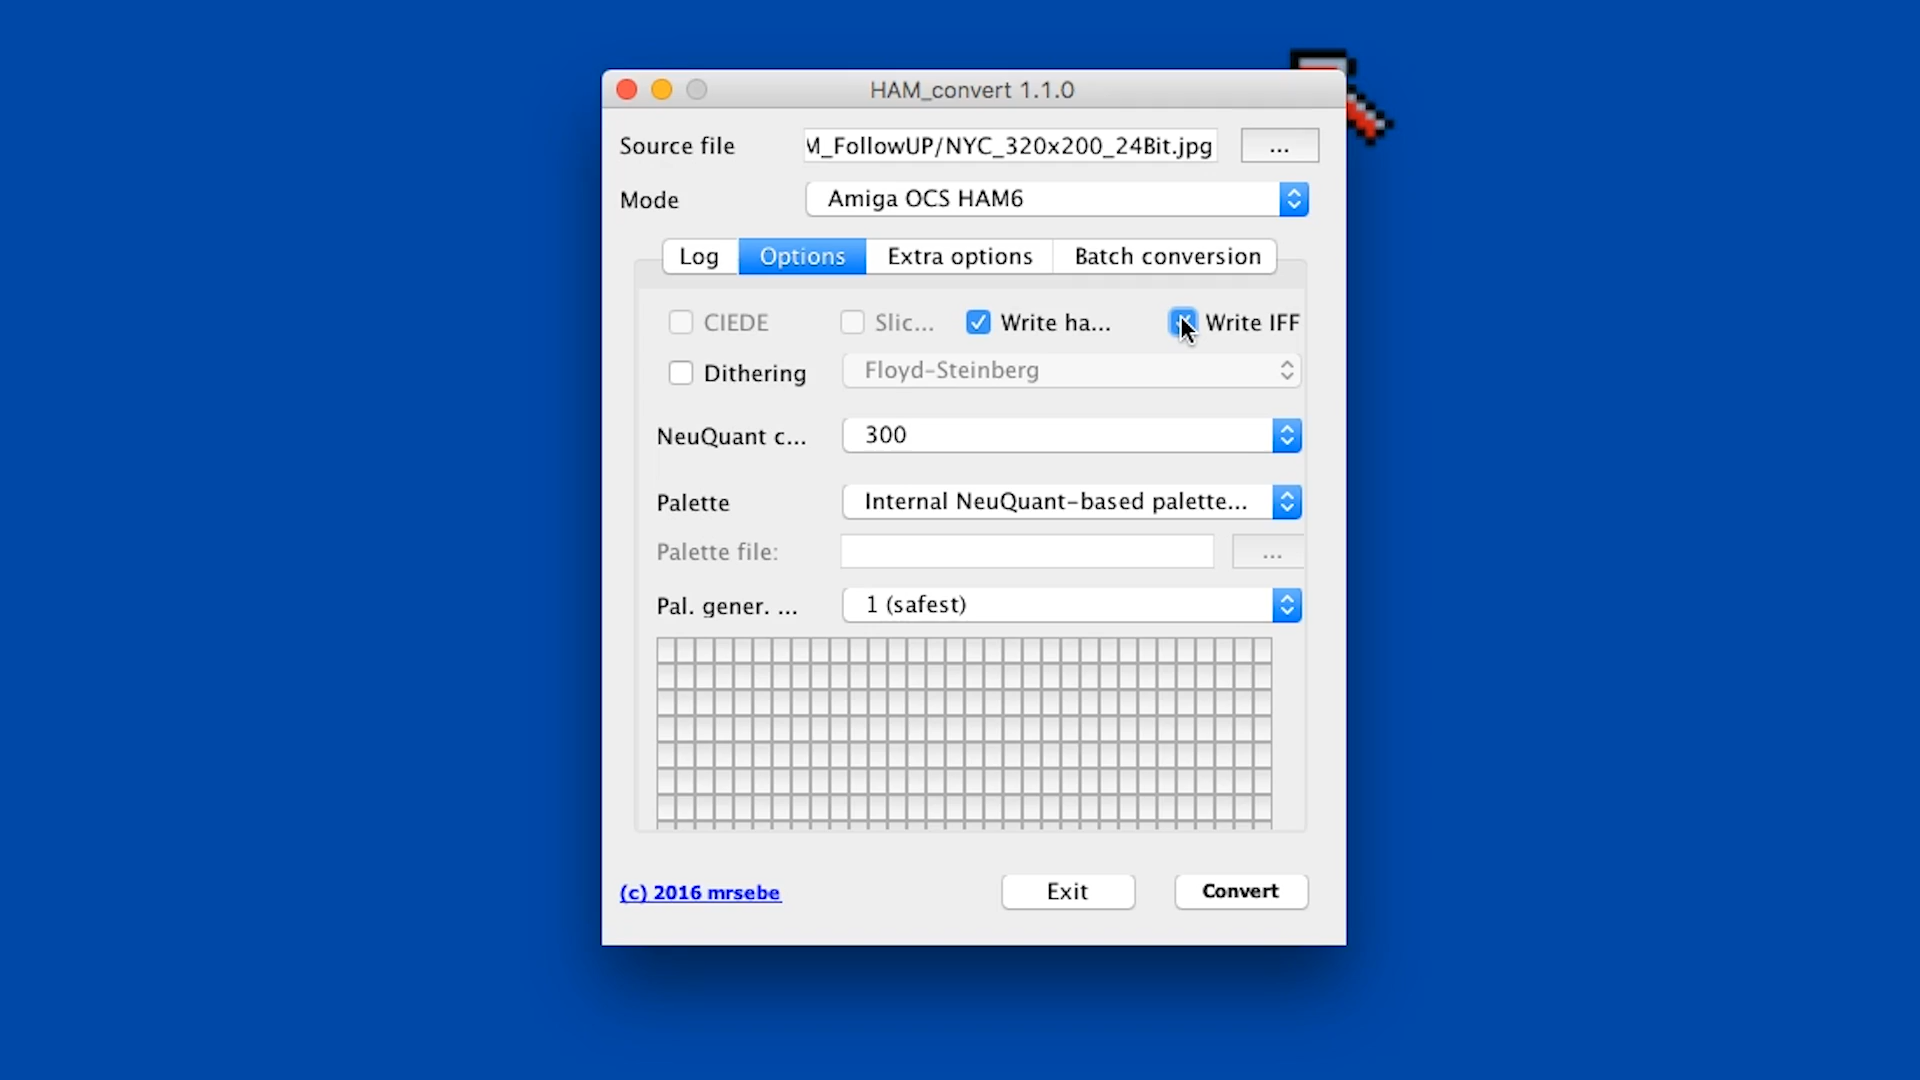 HAM_convert 1.1.0
Source file M_FollowUP/NYC_320x200_24Bit.jpg ...
Mode Amiga OCS HAM6
Log Options Extra options Batch conversion
CIEDE Slic... Write ha... Write IFF
Dithering Floyd-Steinberg
NeuQuant c... 300
Palette Internal NeuQuant-based palette...
Palette file: ...
Pal. gener. ... 1 (safest)
(c) 2016 mrsebe Exit Convert